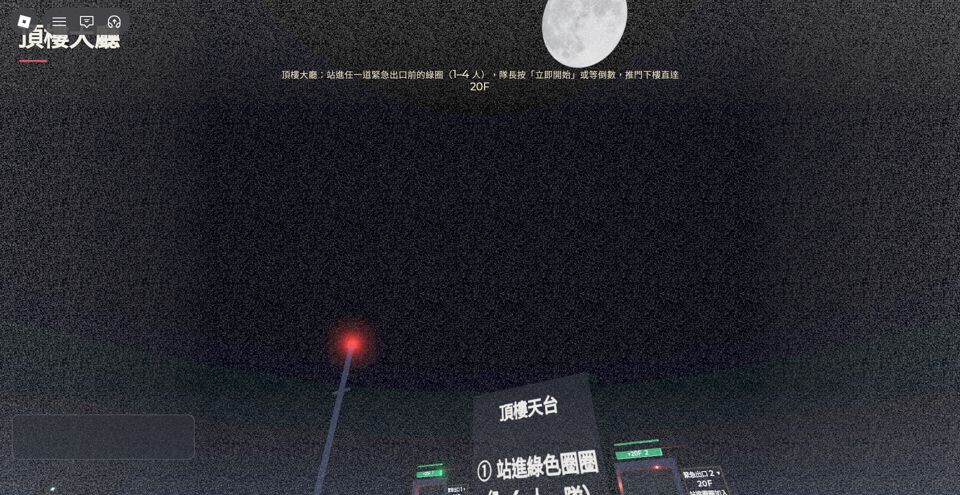 頂樓大廳
頂樓大廳：站進任一道緊急出口前的綠圈（1–4 人），隊長按「立即開始」或等倒數，推門下樓直達
20F
頂樓天台
① 站進綠色圈圈
緊急出口 2 ▾
20F